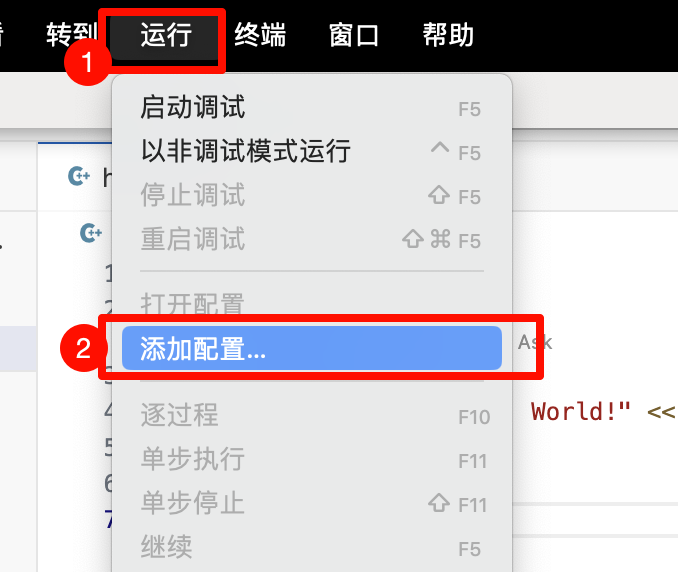 转到 运行 终端 窗口 帮助
1
启动调试 F5
以非调试模式运行 ^ F5
停止调试 ⇧ F5
重启调试 ⇧ ⌘ F5
打开配置
2 添加配置... Ask
逐过程 F10
World!" <<
单步执行 F11
单步停止 ⇧ F11
继续 F5